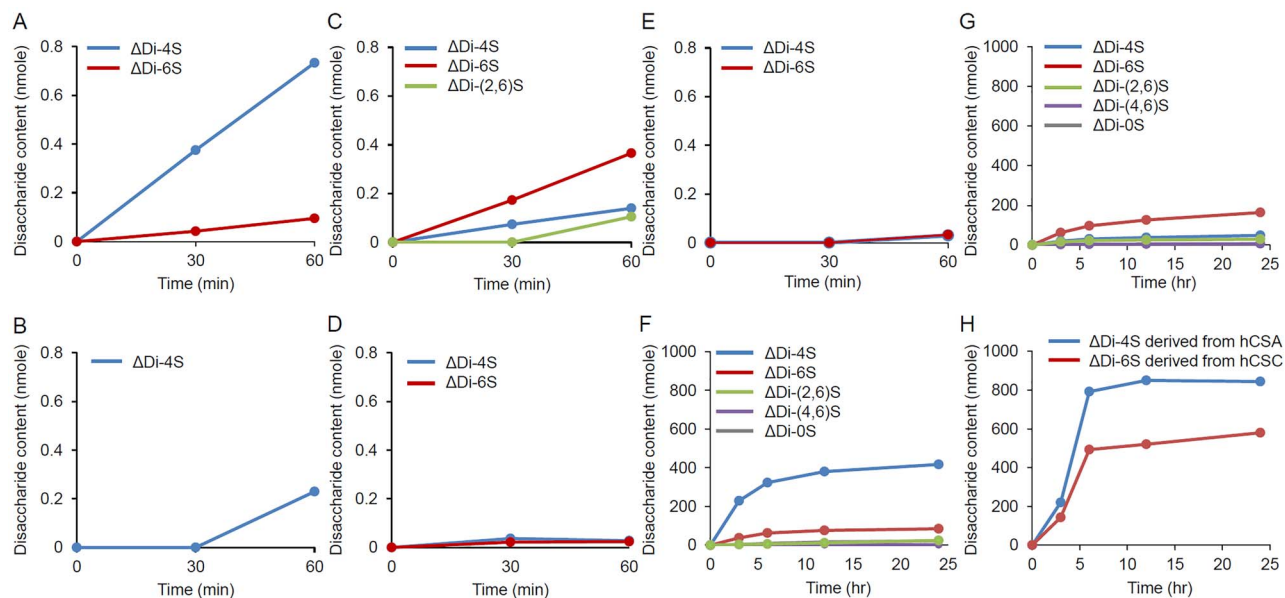 A
Disaccharide content (nmole)
0.8
0.6
0.4
0.2
0
0
30
60
Time (min)
ΔDi-4S
ΔDi-6S
B
Disaccharide content (nmole)
0.8
0.6
0.4
0.2
0
0
30
60
Time (min)
ΔDi-4S
C
Disaccharide content (nmole)
0.8
0.6
0.4
0.2
0
0
30
60
Time (min)
ΔDi-4S
ΔDi-6S
ΔDi-(2,6)S
D
Disaccharide content (nmole)
0.8
0.6
0.4
0.2
0
0
30
60
Time (min)
ΔDi-4S
ΔDi-6S
E
Disaccharide content (nmole)
0.8
0.6
0.4
0.2
0
0
30
60
Time (min)
ΔDi-4S
ΔDi-6S
F
Disaccharide content (nmole)
1000
800
600
400
200
0
0
5
10
15
20
25
Time (hr)
ΔDi-4S
ΔDi-6S
ΔDi-(2,6)S
ΔDi-(4,6)S
ΔDi-0S
G
Disaccharide content (nmole)
1000
800
600
400
200
0
0
5
10
15
20
25
Time (hr)
ΔDi-4S
ΔDi-6S
ΔDi-(2,6)S
ΔDi-(4,6)S
ΔDi-0S
H
Disaccharide content (nmole)
1000
800
600
400
200
0
0
5
10
15
20
25
Time (hr)
ΔDi-4S derived from hCSA
ΔDi-6S derived from hCSC